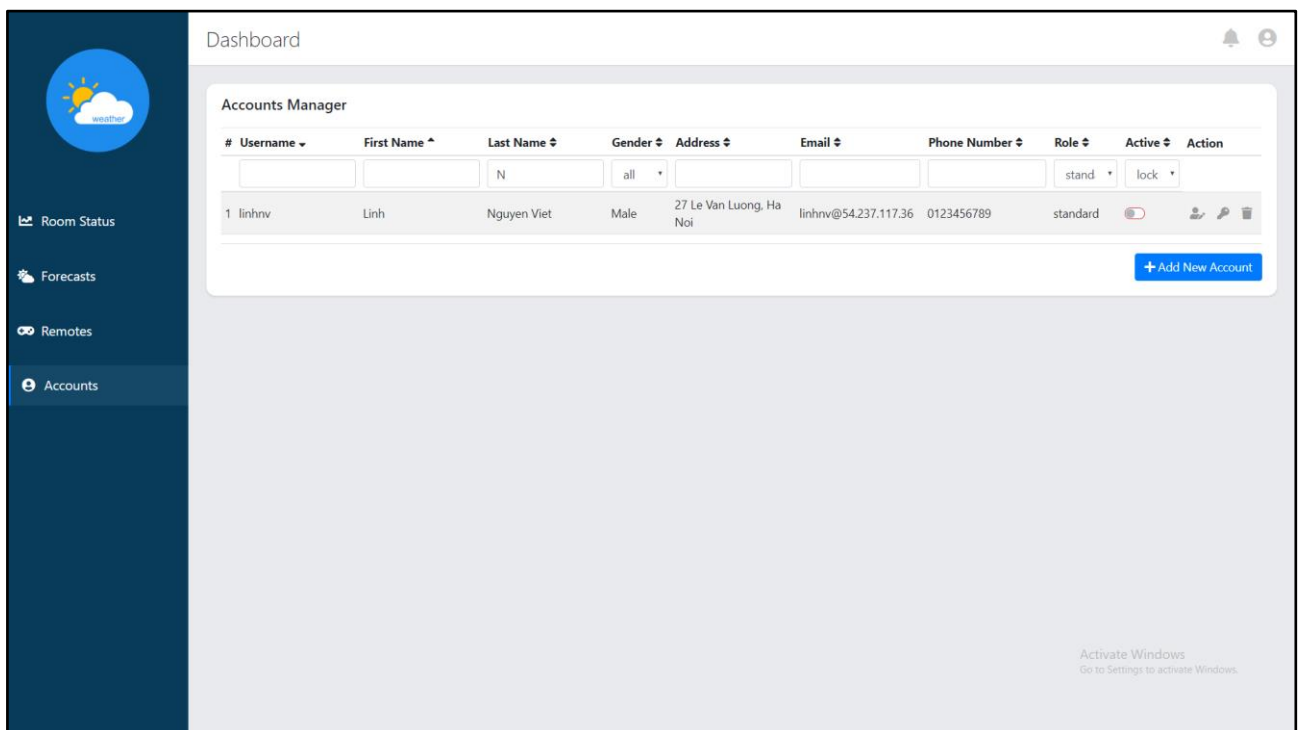 Dashboard
weather
Room Status
Forecasts
Remotes
Accounts
Accounts Manager
# Username First Name Last Name Gender Address Email Phone Number Role Active Action
N all stand lock
1 linhnv Linh Nguyen Viet Male 27 Le Van Luong, Ha Noi linhnv@54.237.117.36 0123456789 standard
+ Add New Account
Activate Windows
Go to Settings to activate Windows.